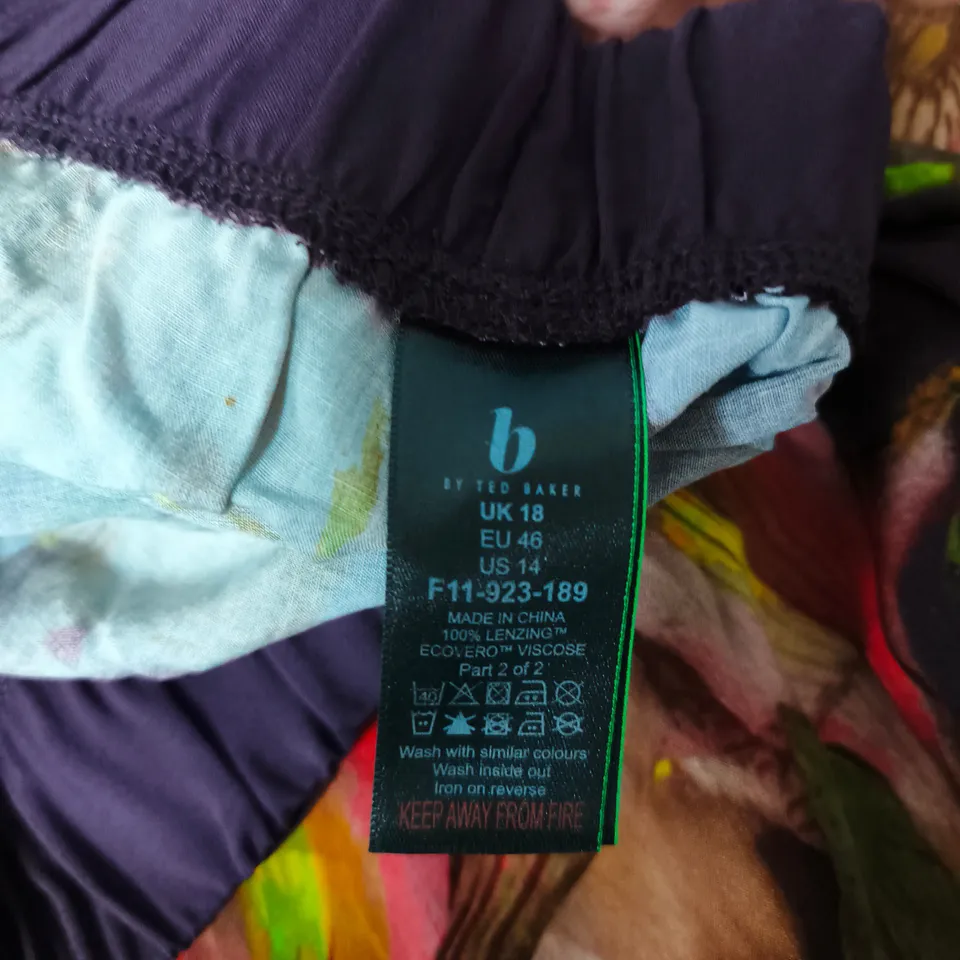 b
BY TED BAKER
UK 18
EU 46
US 14
F11-923-189
MADE IN CHINA
100% LENZING™
ECOVERO™ VISCOSE
Part 2 of 2
40
Wash with similar colours
Wash inside out
Iron on reverse
KEEP AWAY FROM FIRE